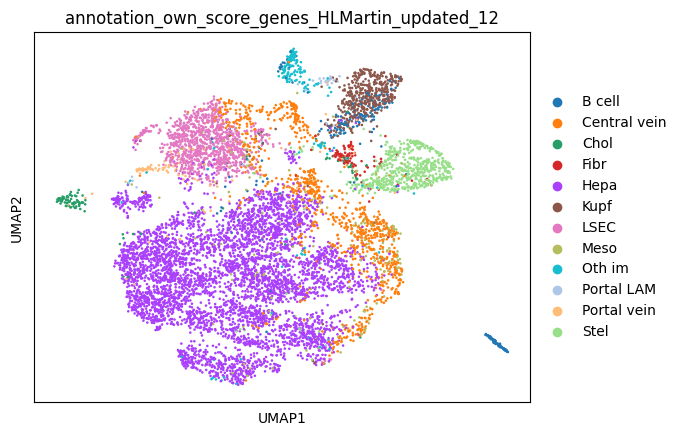 annotation_own_score_genes_HLMartin_updated_12
B cell
Central vein
Chol
Fibr
Hepa
Kupf
LSEC
Meso
Oth im
Portal LAM
Portal vein
Stel
UMAP2
UMAP1